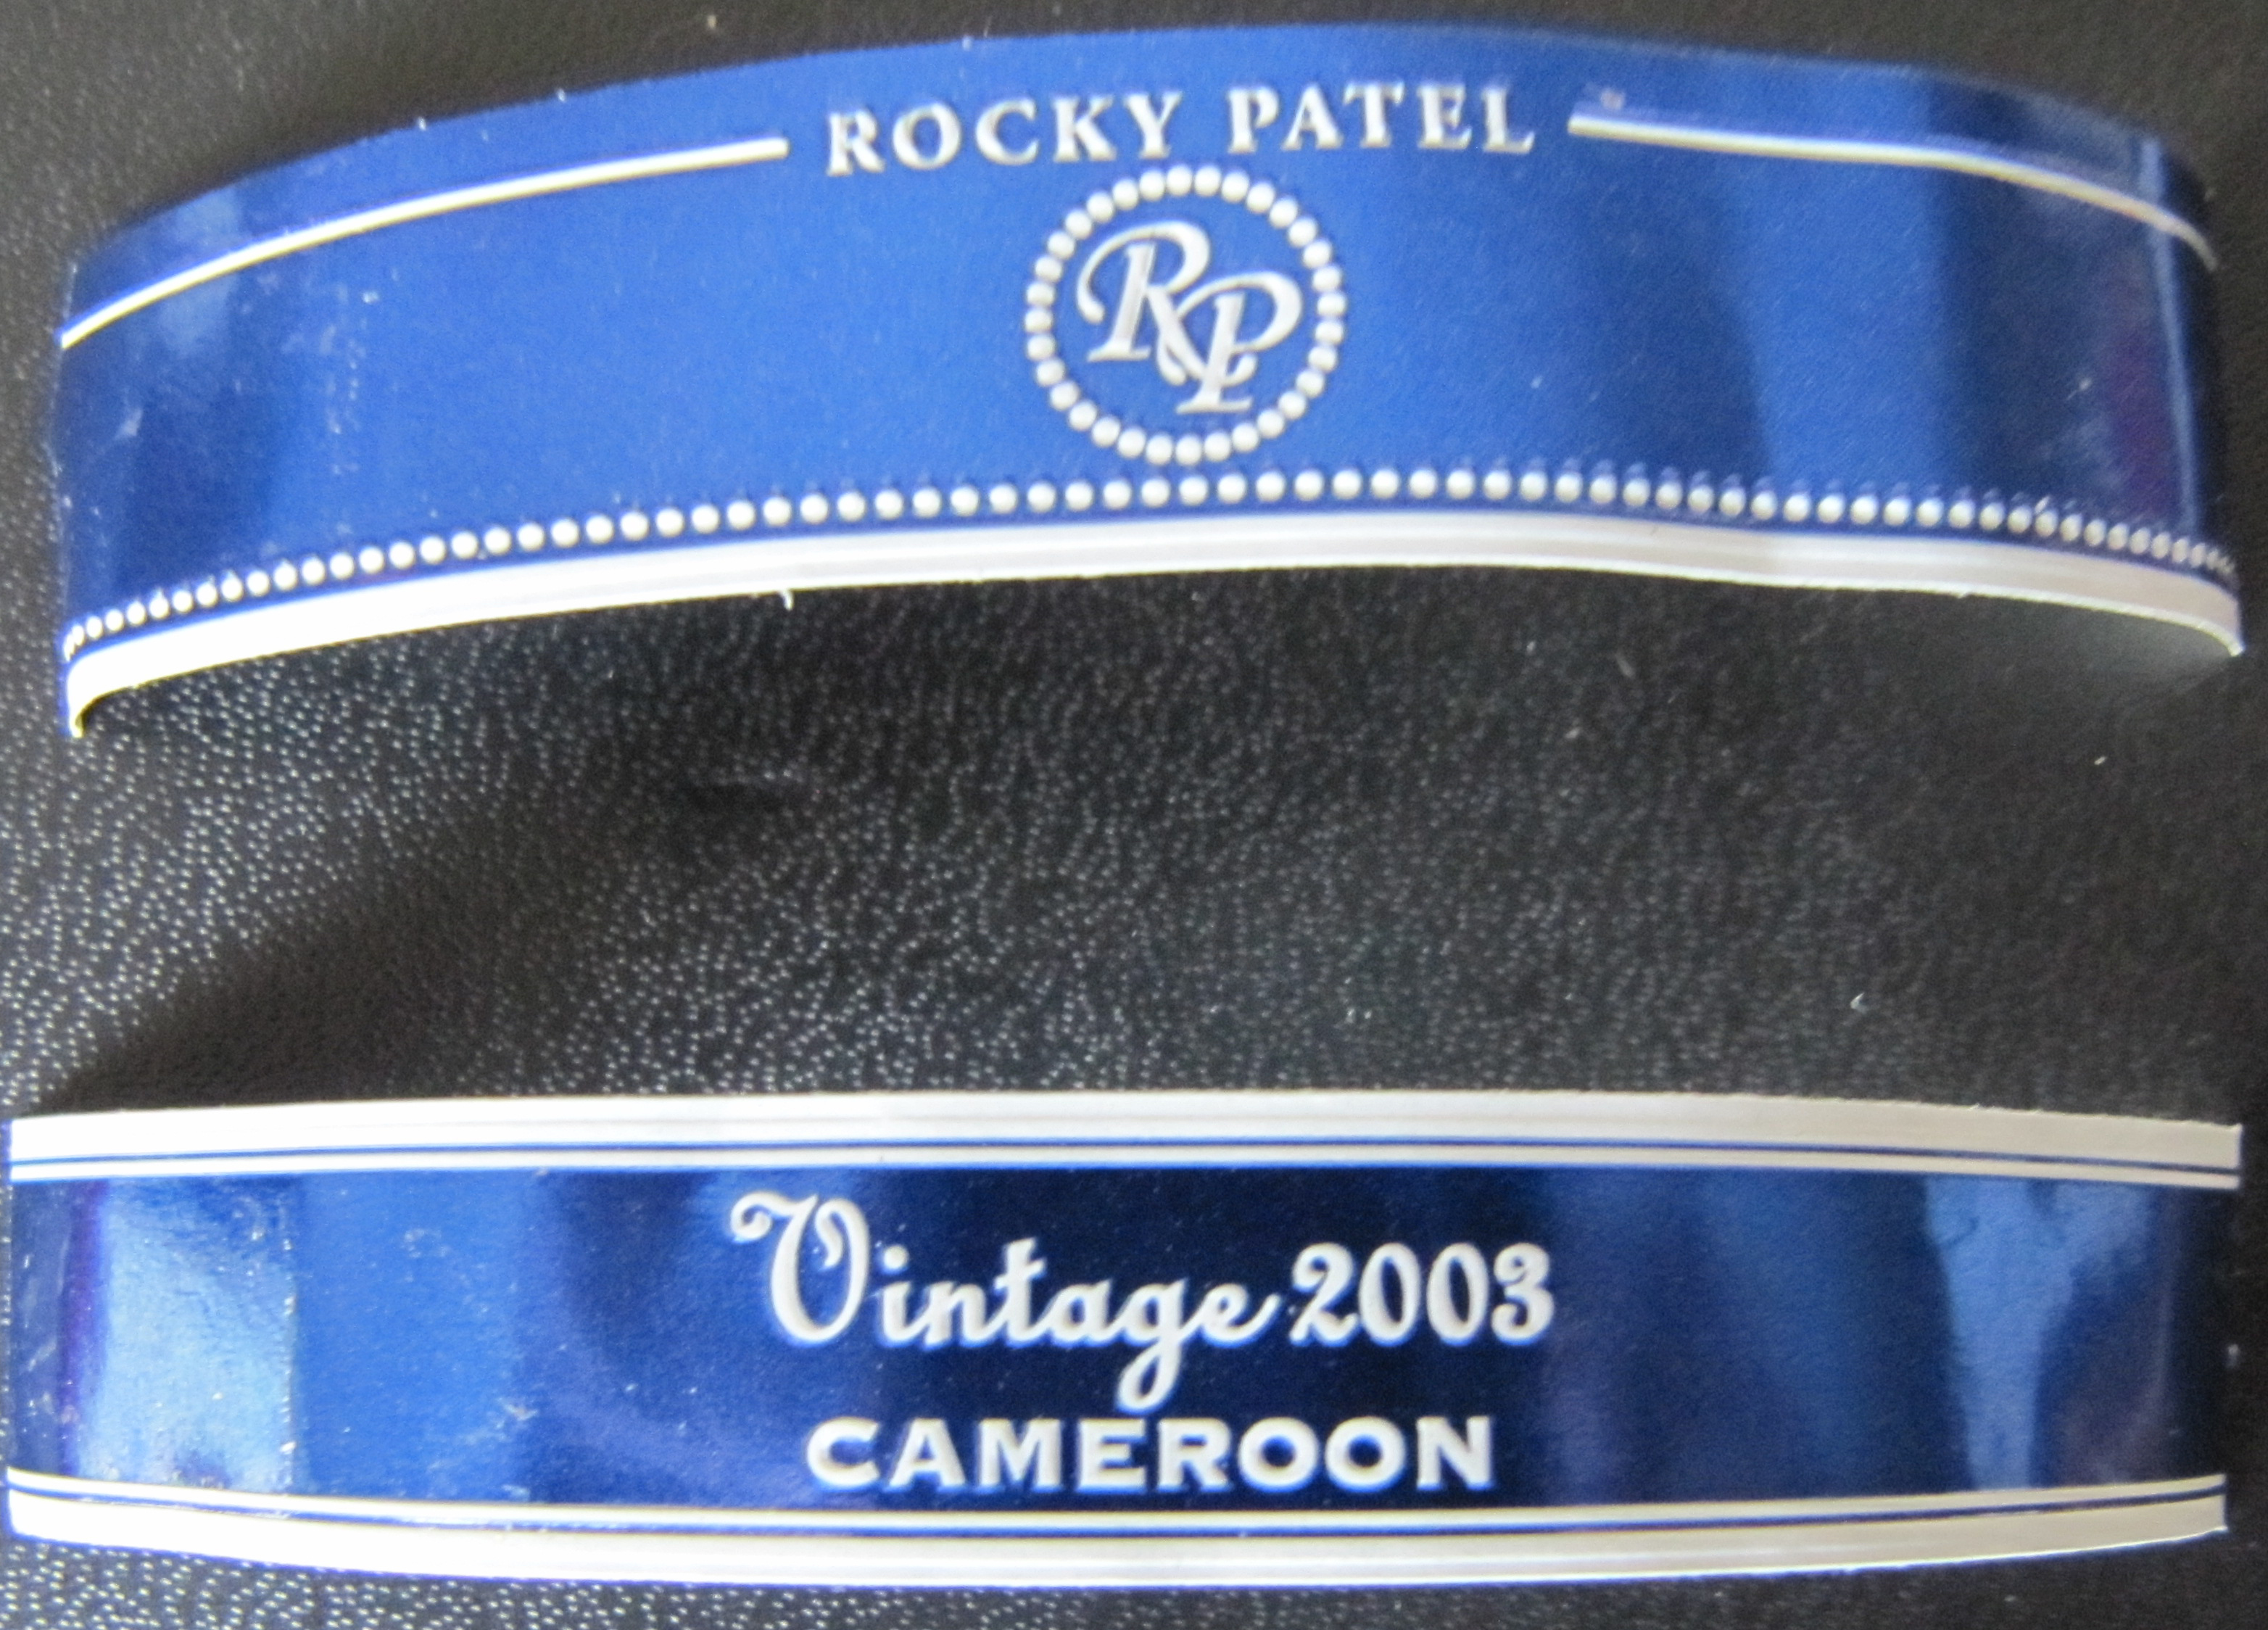 ROCKY PATEL
RP
Vintage 2003
CAMEROON